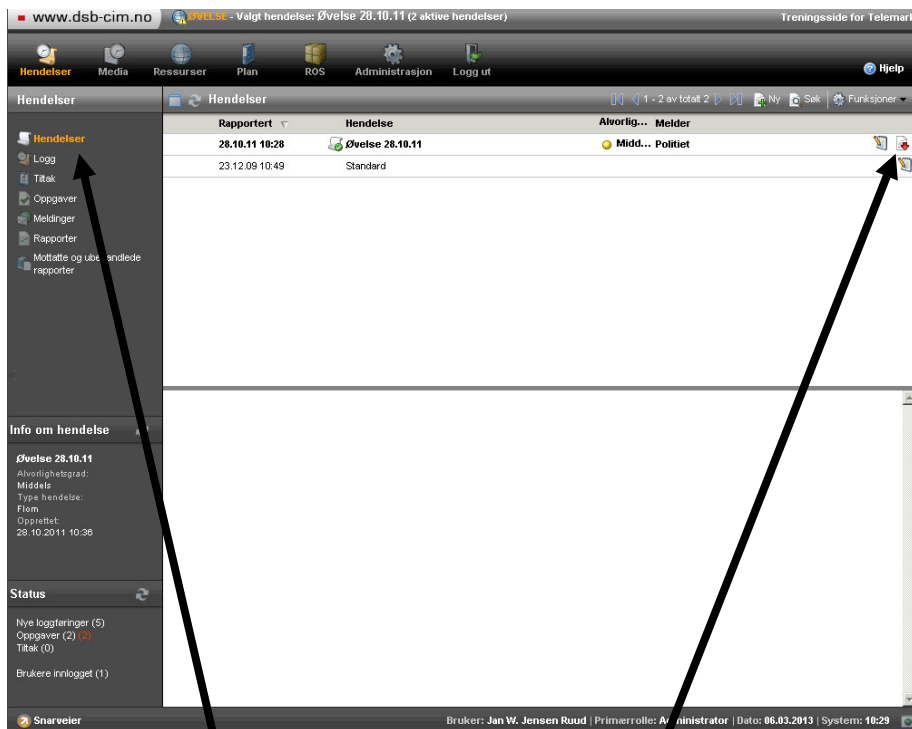 www.dsb-cim.no
ØVELSE - Valgt hendelse: Øvelse 28.10.11 (2 aktive hendelser)
Treningsside for Telemark
Hendelser
Media
Ressurser
Plan
ROS
Administrasjon
Logg ut
Hjelp
Hendelser
Hendelser
1 - 2 av totalt 2
Ny
Søk
Funksjoner
Rapportert
Hendelse
Alvorlig...
Melder
28.10.11 10:28
Øvelse 28.10.11
Midd...
Politiet
23.12.09 10:49
Standard
Hendelser
Logg
Tiltak
Oppgaver
Meldinger
Rapporter
Mottatte og ubehandlede
rapporter
Info om hendelse
Øvelse 28.10.11
Alvorlighetsgrad:
Middels
Type hendelse:
Flom
Opprettet:
28.10.2011 10:36
Status
Nye loggføringer (5)
Oppgaver (2) (2)
Tiltak (0)
Brukere innlogget (1)
Snarveier
Bruker: Jan W. Jensen Ruud | Primærrolle: Administrator | Dato: 06.03.2013 | System: 10:29